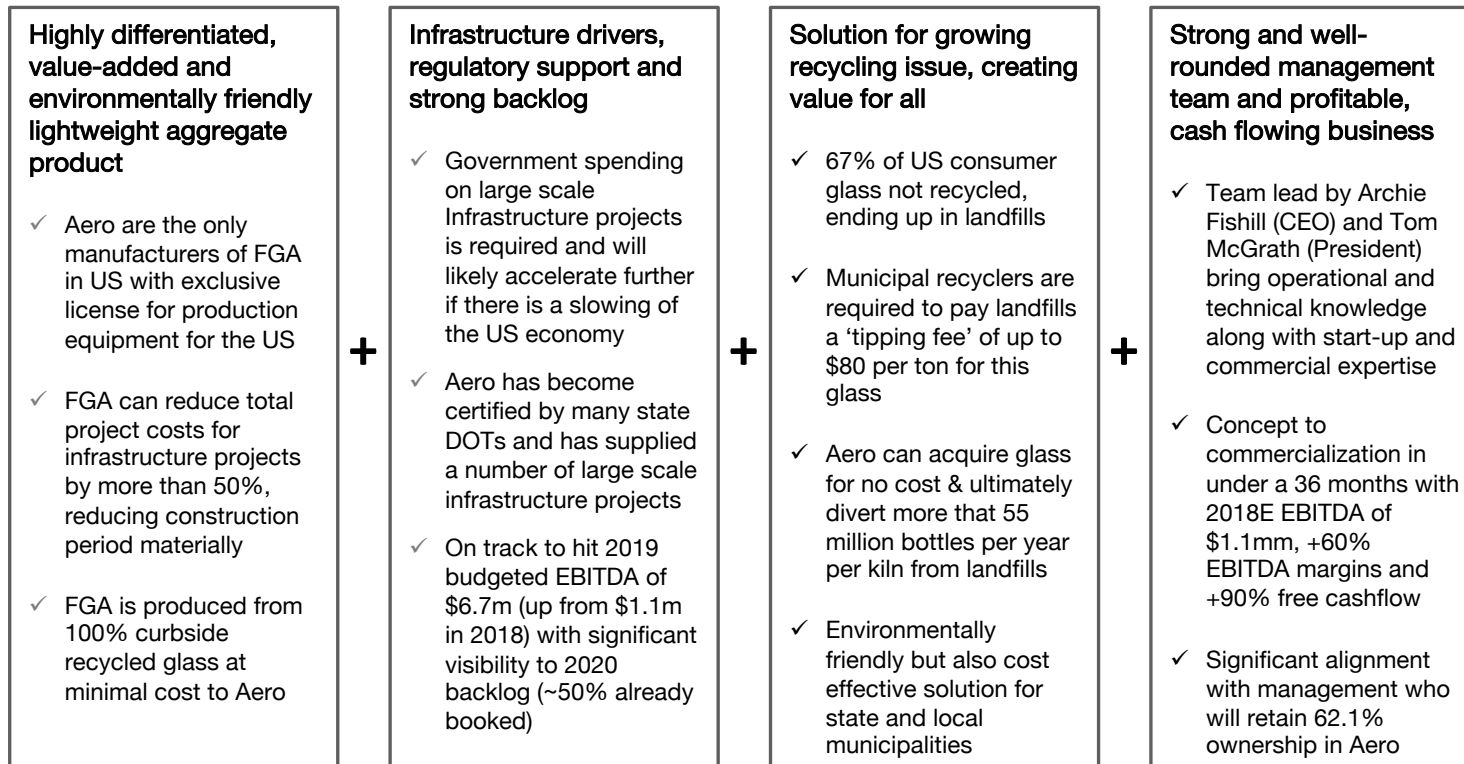 Highly differentiated,
value-added and
environmentally friendly
lightweight aggregate
product
✓ Aero are the only
manufacturers of FGA
in US with exclusive
license for production
equipment for the US
✓ FGA can reduce total
project costs for
infrastructure projects
by more than 50%,
reducing construction
period materially
✓ FGA is produced from
100% curbside
recycled glass at
minimal cost to Aero
+
Infrastructure drivers,
regulatory support and
strong backlog
✓ Government spending
on large scale
Infrastructure projects
is required and will
likely accelerate further
if there is a slowing of
the US economy
✓ Aero has become
certified by many state
DOTs and has supplied
a number of large scale
infrastructure projects
✓ On track to hit 2019
budgeted EBITDA of
$6.7m (up from $1.1m
in 2018) with significant
visibility to 2020
backlog (~50% already
booked)
+
Solution for growing
recycling issue, creating
value for all
✓ 67% of US consumer
glass not recycled,
ending up in landfills
✓ Municipal recyclers are
required to pay landfills
a ‘tipping fee’ of up to
$80 per ton for this
glass
✓ Aero can acquire glass
for no cost & ultimately
divert more that 55
million bottles per year
per kiln from landfills
✓ Environmentally
friendly but also cost
effective solution for
state and local
municipalities
+
Strong and well-
rounded management
team and profitable,
cash flowing business
✓ Team lead by Archie
Fishill (CEO) and Tom
McGrath (President)
bring operational and
technical knowledge
along with start-up and
commercial expertise
✓ Concept to
commercialization in
under a 36 months with
2018E EBITDA of
$1.1mm, +60%
EBITDA margins and
+90% free cashflow
✓ Significant alignment
with management who
will retain 62.1%
ownership in Aero